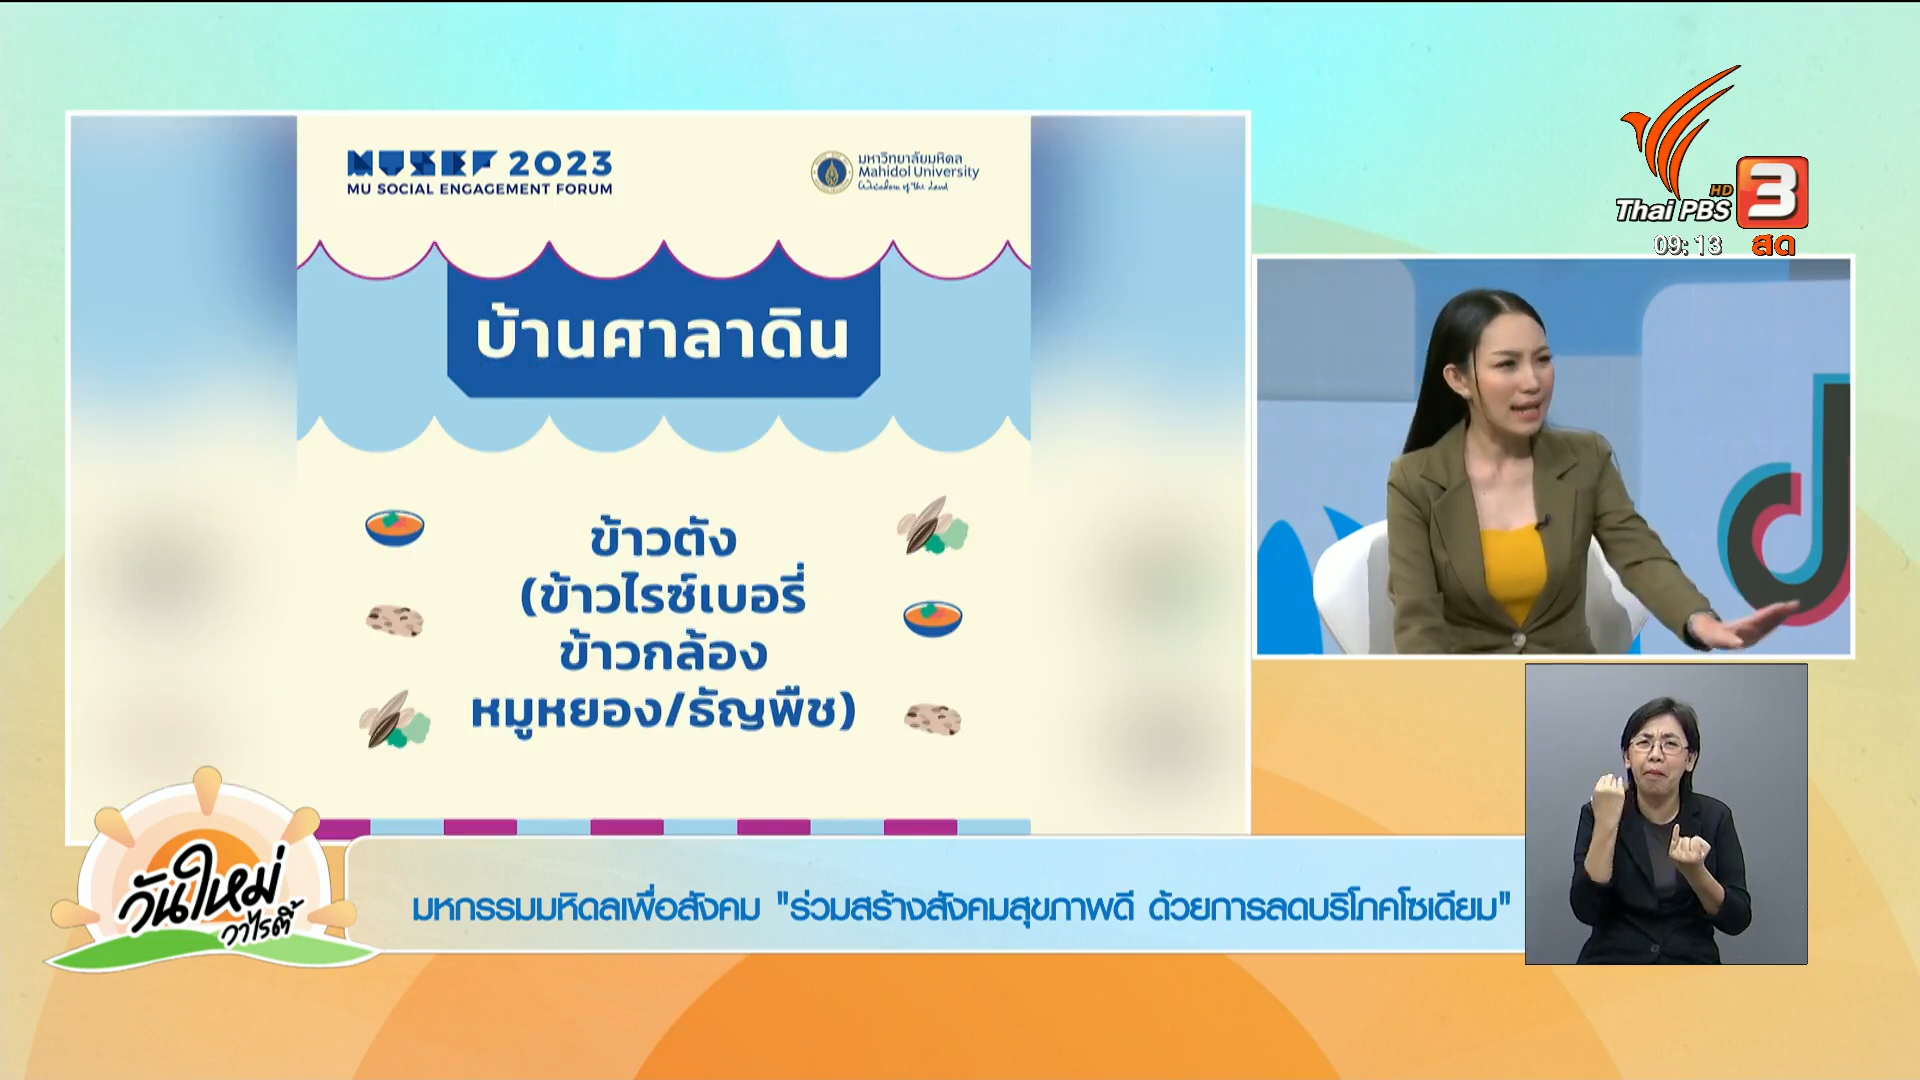 MUSEF 2023
MU SOCIAL ENGAGEMENT FORUM
มหาวิทยาลัยมหิดล
Mahidol University
Wisdom of the Land
Thai PBS
HD
3
09:13
สด
บ้านศาลาดิน
ข้าวตัง
(ข้าวไรซ์เบอรี่
ข้าวกล้อง
หมูหยอง/ธัญพืช)
วันใหม่
วาไรตี้
มหกรรมมหิดลเพื่อสังคม "ร่วมสร้างสังคมสุขภาพดี ด้วยการลดบริโภคโซเดียม"